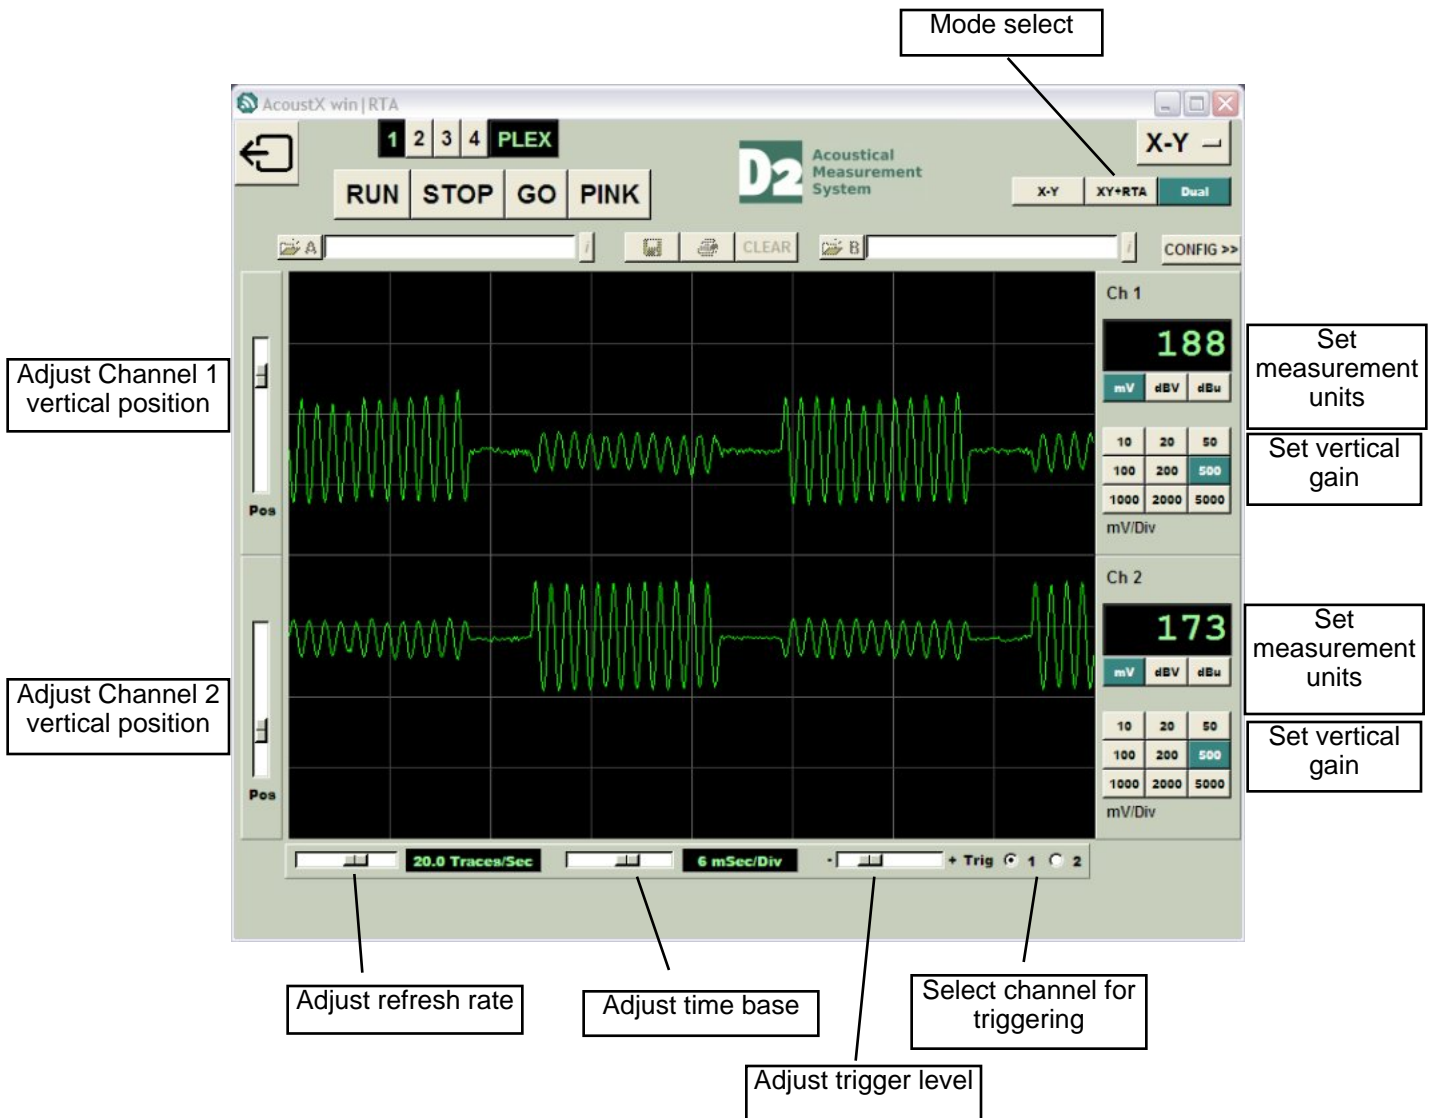 Mode select
AcoustX win|RTA
1 2 3 4 PLEX
X-Y
RUN STOP GO PINK
D2 Acoustical
Measurement
System
X-Y XY+RTA Dual
A i CLEAR B i CONFIG >>
Ch 1
188
mV dBV dBu
10 20 50
100 200 500
1000 2000 5000
mV/Div
Pos
Adjust Channel 1
vertical position
Set
measurement
units
Set vertical
gain
Ch 2
173
mV dBV dBu
10 20 50
100 200 500
1000 2000 5000
mV/Div
Pos
Adjust Channel 2
vertical position
Set
measurement
units
Set vertical
gain
20.0 Traces/Sec 6 mSec/Div - + Trig 1 2
Adjust refresh rate
Adjust time base
Select channel for
triggering
Adjust trigger level